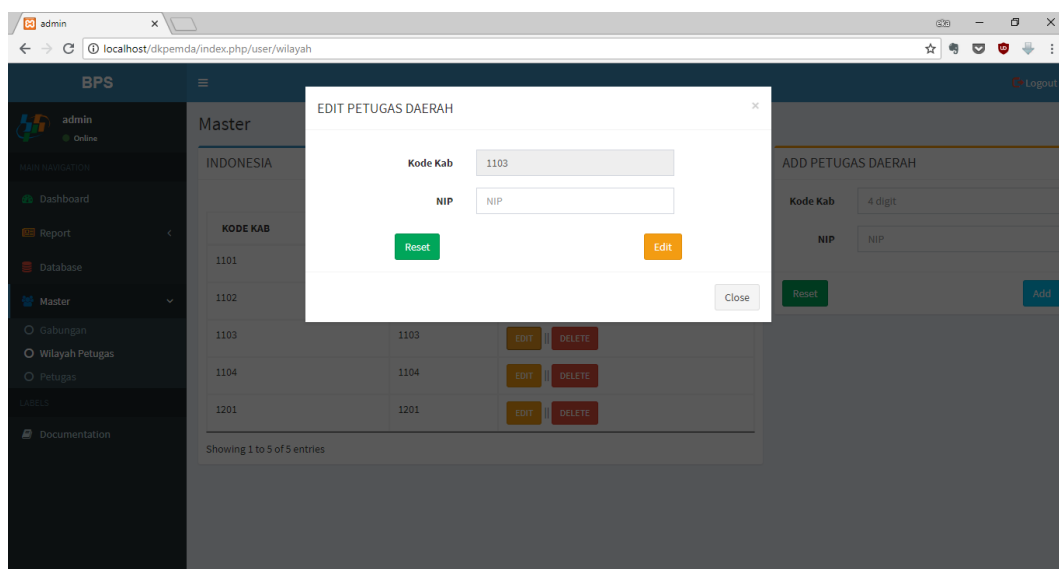 admin
localhost/dkpemda/index.php/user/wilayah
BPS
Logout
admin
Online
MAIN NAVIGATION
Dashboard
Report
Database
Master
Gabungan
Wilayah Petugas
Petugas
LABELS
Documentation
Master
INDONESIA
KODE KAB
1101
1102
1103 1103 EDIT || DELETE
1104 1104 EDIT || DELETE
1201 1201 EDIT || DELETE
Showing 1 to 5 of 5 entries
EDIT PETUGAS DAERAH ×
Kode Kab 1103
NIP NIP
Reset Edit
Close
ADD PETUGAS DAERAH
Kode Kab 4 digit
NIP NIP
Reset Add